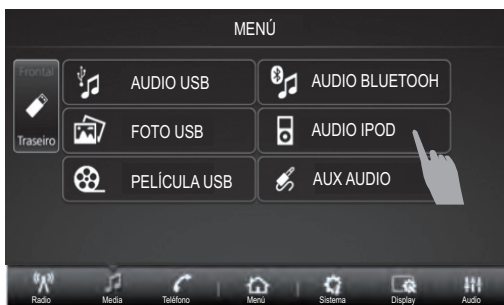 MENÚ
Frontal
Traseiro
AUDIO USB
AUDIO BLUETOOH
FOTO USB
AUDIO IPOD
PELÍCULA USB
AUX AUDIO
Radio
Media
Teléfono
Menú
Sistema
Display
Audio